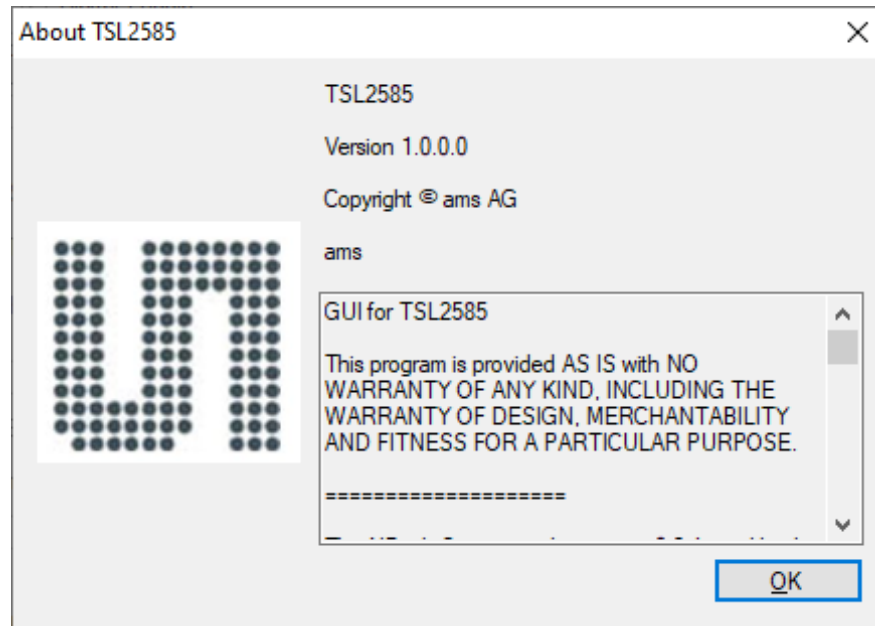 About TSL2585
TSL2585
Version 1.0.0.0
Copyright © ams AG
ams
GUI for TSL2585
This program is provided AS IS with NO
WARRANTY OF ANY KIND, INCLUDING THE
WARRANTY OF DESIGN, MERCHANTABILITY
AND FITNESS FOR A PARTICULAR PURPOSE.
====================
OK